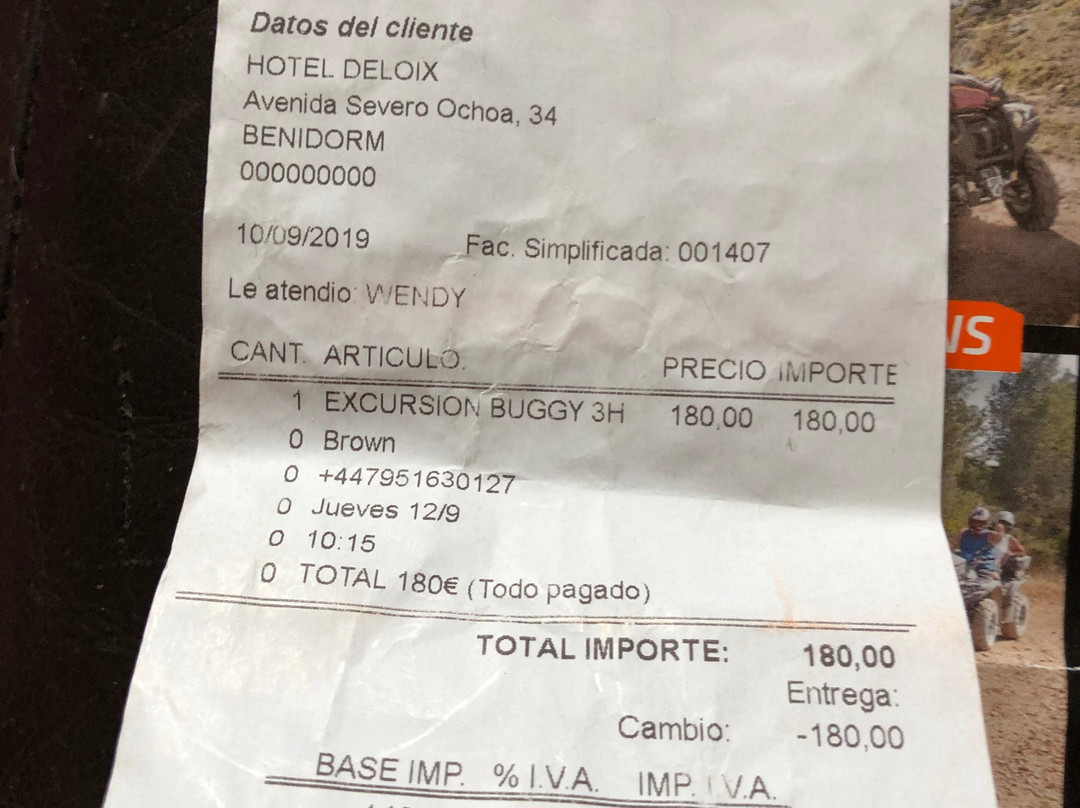 Datos del cliente
HOTEL DELOIX
Avenida Severo Ochoa, 34
BENIDORM
000000000
10/09/2019 Fac. Simplificada: 001407
Le atendio: WENDY
CANT. ARTICULO. PRECIO IMPORTE
1 EXCURSION BUGGY 3H 180,00 180,00
0 Brown
0 +447951630127
0 Jueves 12/9
0 10:15
0 TOTAL 180€ (Todo pagado)
TOTAL IMPORTE: 180,00
Entrega:
Cambio: -180,00
BASE IMP. % I.V.A. IMP. I.V.A.